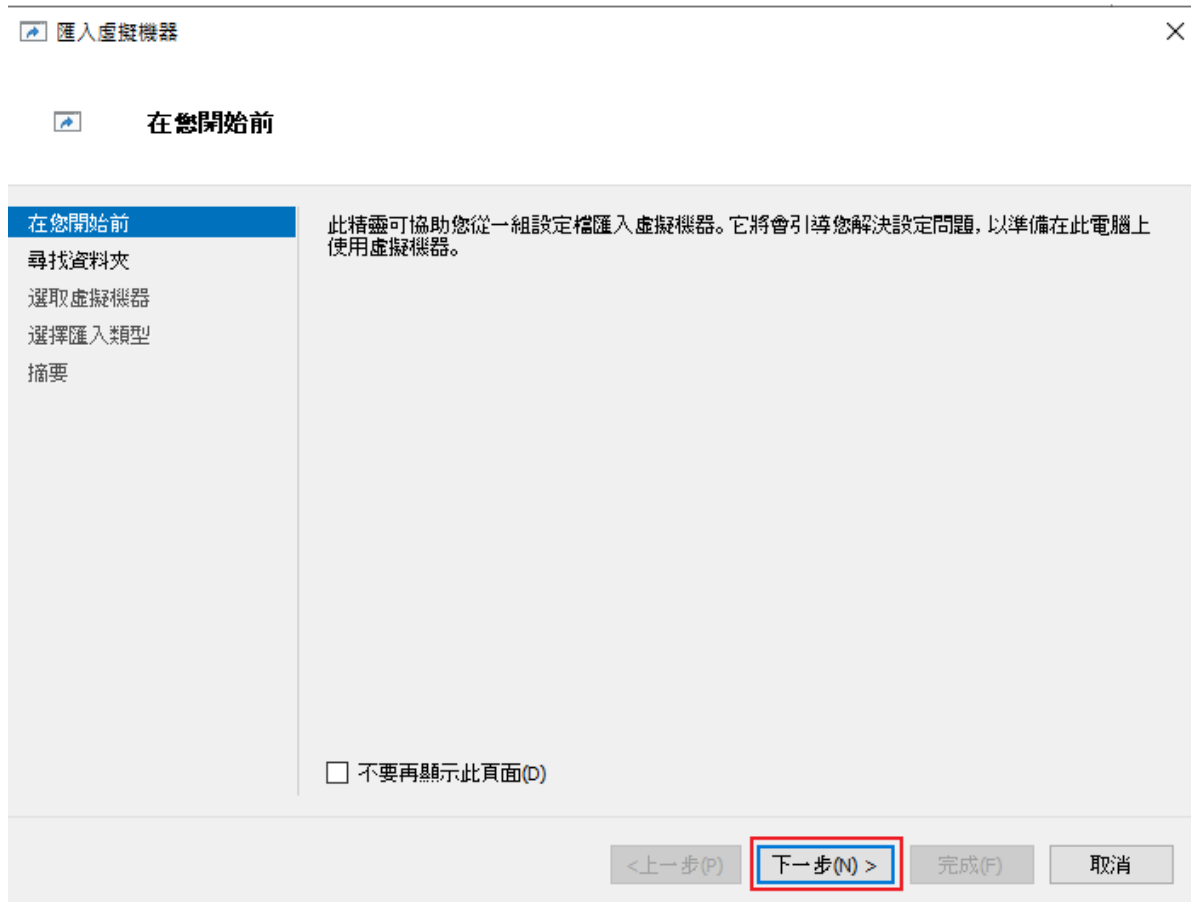 匯入虛擬機器
在您開始前
在您開始前
此精靈可協助您從一組設定檔匯入虛擬機器。它將會引導您解決設定問題, 以準備在此電腦上
使用虛擬機器。
尋找資料夾
選取虛擬機器
選擇匯入類型
摘要
不要再顯示此頁面(D)
<上一步(P)
下一步(N) >
完成(F)
取消